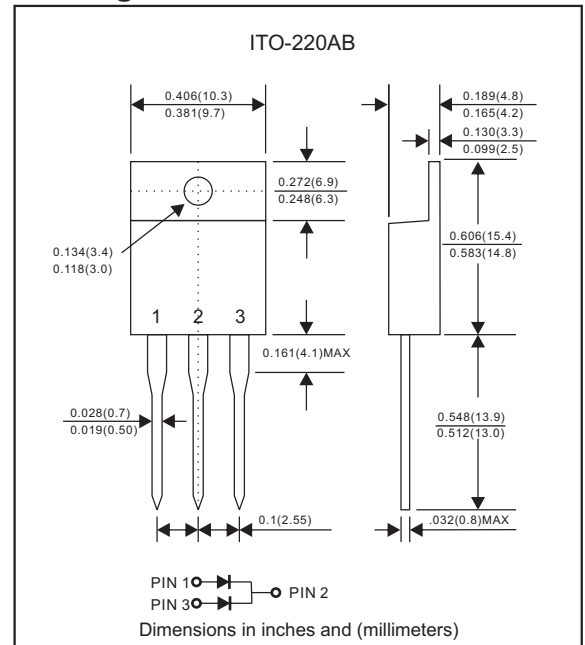 ITO-220AB
0.406(10.3)
0.381(9.7)
0.189(4.8)
0.165(4.2)
0.130(3.3)
0.099(2.5)
0.272(6.9)
0.248(6.3)
0.606(15.4)
0.583(14.8)
0.134(3.4)
0.118(3.0)
1 2 3
0.161(4.1)MAX
0.028(0.7)
0.019(0.50)
0.548(13.9)
0.512(13.0)
0.1(2.55)
.032(0.8)MAX
PIN 1
PIN 2
PIN 3
Dimensions in inches and (millimeters)